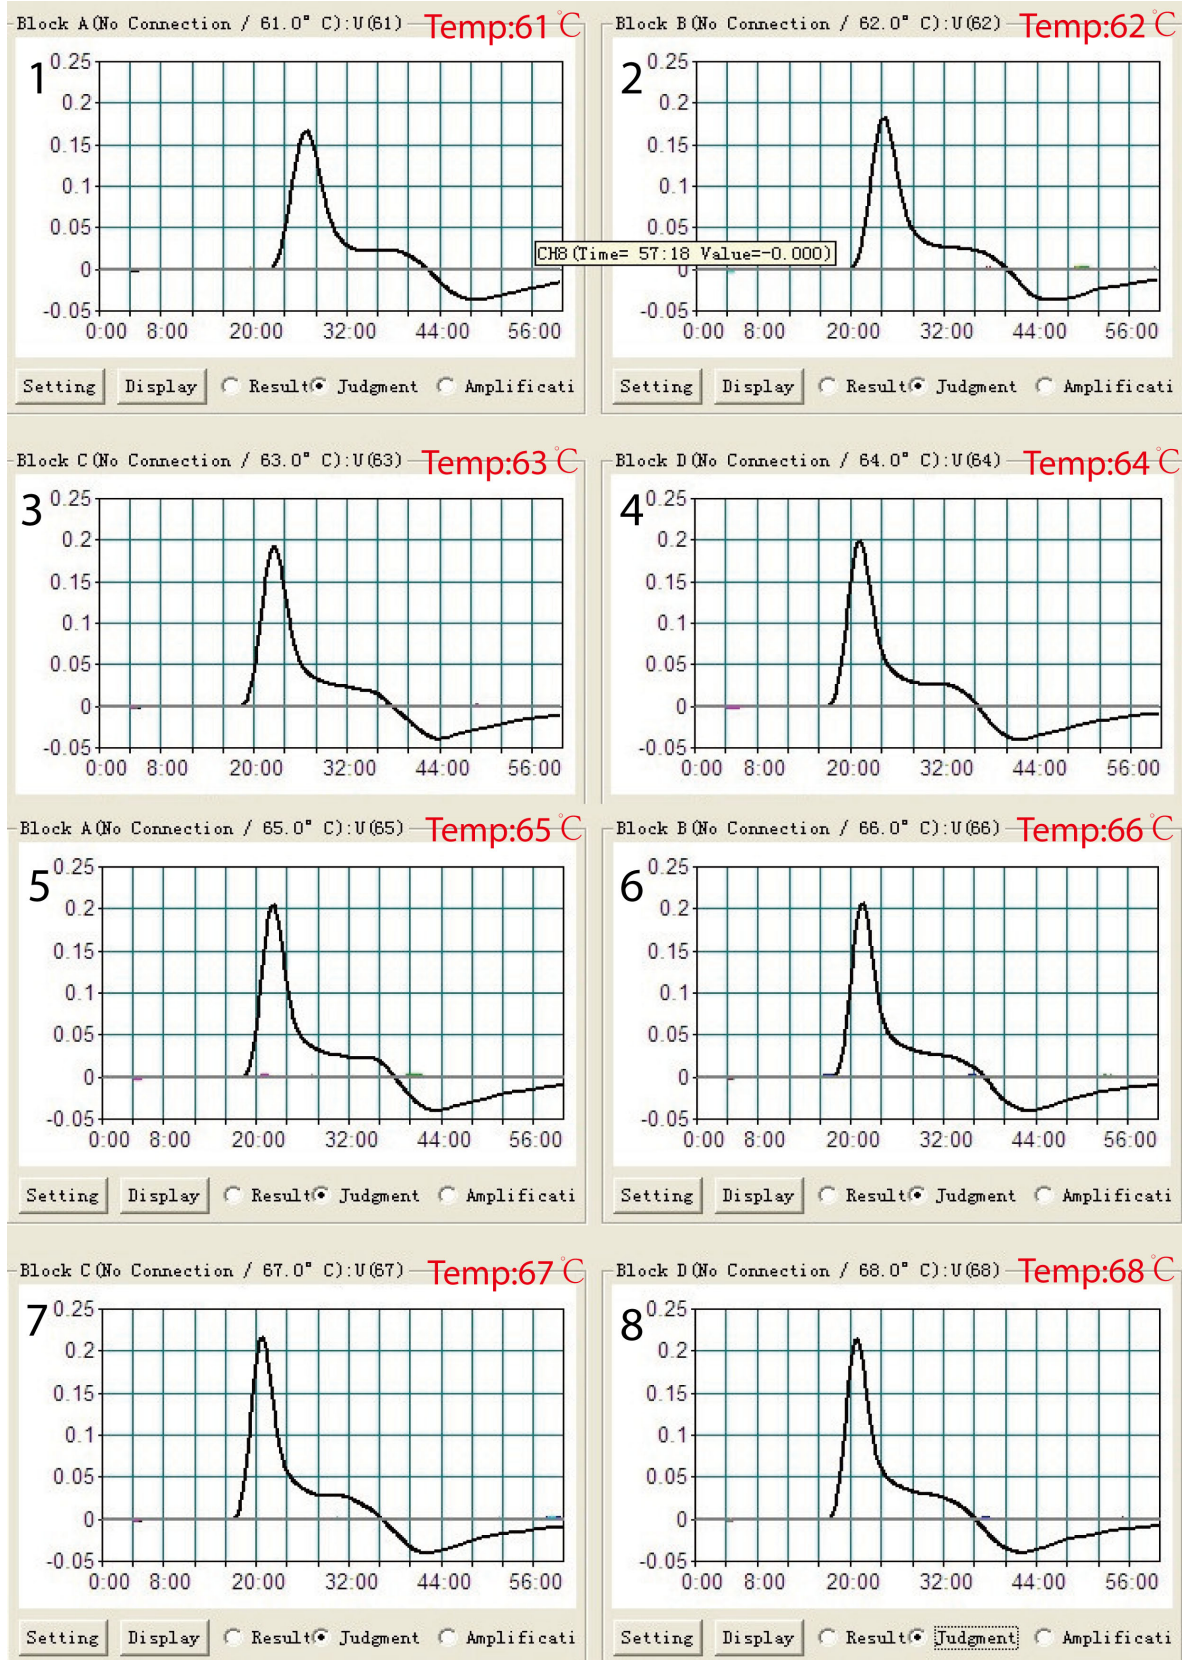 Block A(No Connection / 61.0° C):U(61) Temp:61℃
1
0.25
0.2
0.15
0.1
0.05
0
-0.05
0:00 8:00 20:00 32:00 44:00 56:00
Setting Display Result Judgment Amplificati
Block B(No Connection / 62.0° C):U(62) Temp:62℃
2
0.25
0.2
0.15
0.1
0.05
CH8(Time= 57:18 Value=-0.000)
0
-0.05
0:00 8:00 20:00 32:00 44:00 56:00
Setting Display Result Judgment Amplificati
Block C(No Connection / 63.0° C):U(63) Temp:63℃
3
0.25
0.2
0.15
0.1
0.05
0
-0.05
0:00 8:00 20:00 32:00 44:00 56:00
Block D(No Connection / 64.0° C):U(64) Temp:64℃
4
0.25
0.2
0.15
0.1
0.05
0
-0.05
0:00 8:00 20:00 32:00 44:00 56:00
Block A(No Connection / 65.0° C):U(65) Temp:65℃
5
0.25
0.2
0.15
0.1
0.05
0
-0.05
0:00 8:00 20:00 32:00 44:00 56:00
Setting Display Result Judgment Amplificati
Block B(No Connection / 66.0° C):U(66) Temp:66℃
6
0.25
0.2
0.15
0.1
0.05
0
-0.05
0:00 8:00 20:00 32:00 44:00 56:00
Setting Display Result Judgment Amplificati
Block C(No Connection / 67.0° C):U(67) Temp:67℃
7
0.25
0.2
0.15
0.1
0.05
0
-0.05
0:00 8:00 20:00 32:00 44:00 56:00
Setting Display Result Judgment Amplificati
Block D(No Connection / 68.0° C):U(68) Temp:68℃
8
0.25
0.2
0.15
0.1
0.05
0
-0.05
0:00 8:00 20:00 32:00 44:00 56:00
Setting Display Result Judgment Amplificati